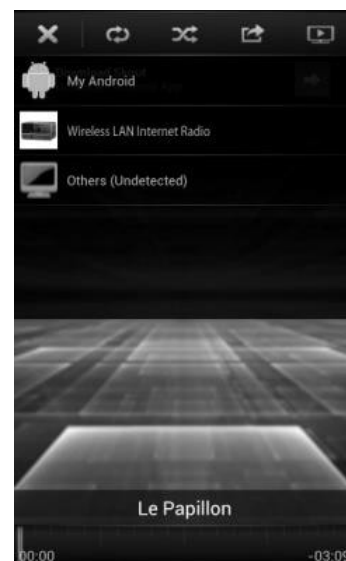 My Android
Wireless LAN Internet Radio
Others (Undetected)
Le Papillon
00:00 -03:09